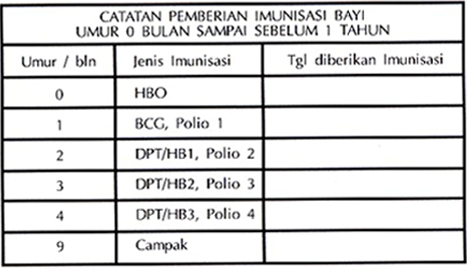 CATATAN PEMBERIAN IMUNISASI BAYI
UMUR 0 BULAN SAMPAI SEBELUM 1 TAHUN
Umur / bln Jenis Imunisasi Tgl diberikan Imunisasi
0 HBO
1 BCG, Polio 1
2 DPT/HB1, Polio 2
3 DPT/HB2, Polio 3
4 DPT/HB3, Polio 4
9 Campak